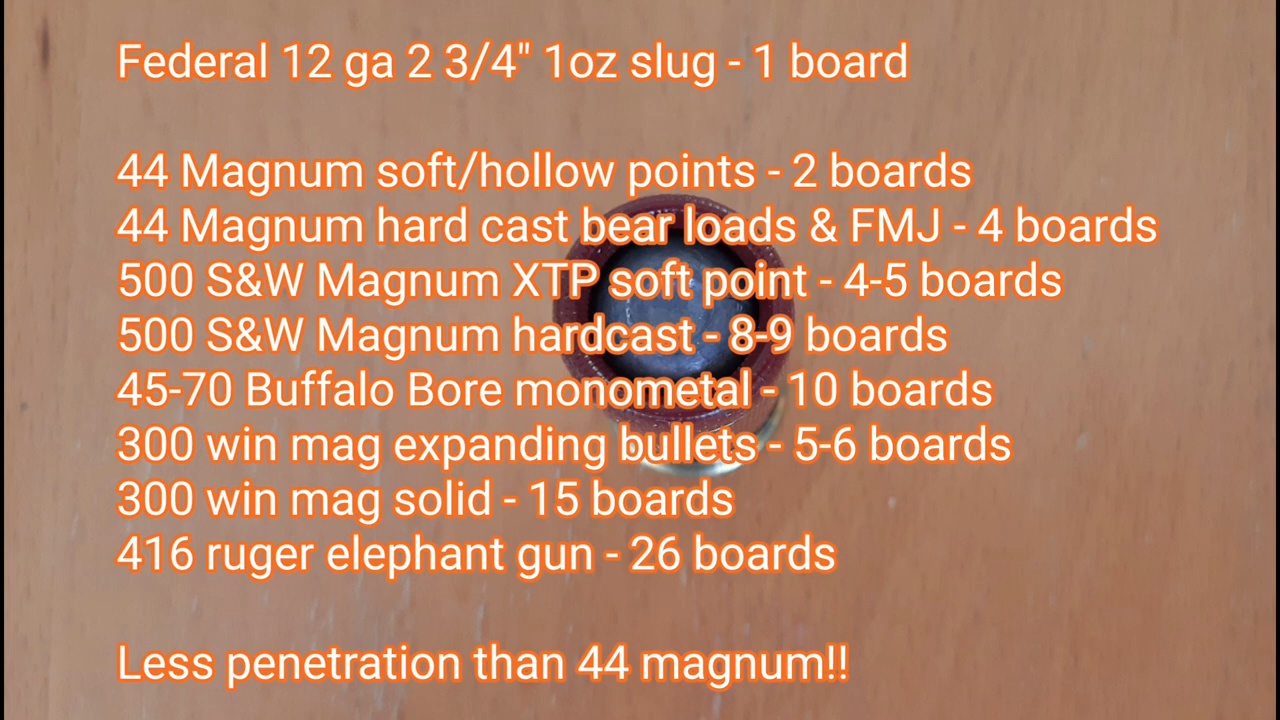 Federal 12 ga 2 3/4" 1oz slug - 1 board
44 Magnum soft/hollow points - 2 boards
44 Magnum hard cast bear loads & FMJ - 4 boards
500 S&W Magnum XTP soft point - 4-5 boards
500 S&W Magnum hardcast - 8-9 boards
45-70 Buffalo Bore monometal - 10 boards
300 win mag expanding bullets - 5-6 boards
300 win mag solid - 15 boards
416 ruger elephant gun - 26 boards
Less penetration than 44 magnum!!